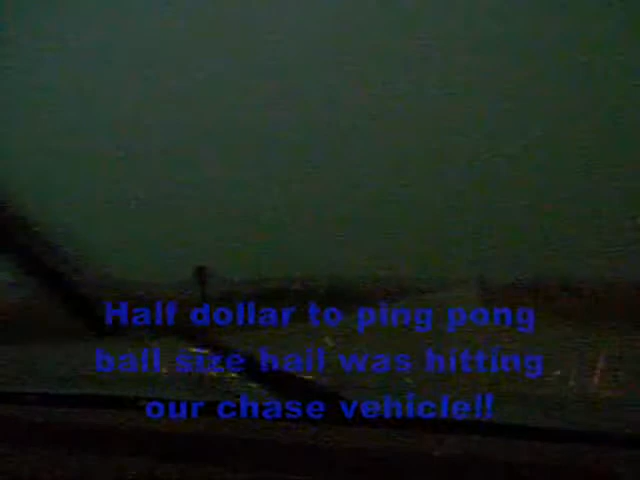 Half dollar to ping pong
ball size hail was hitting
our chase vehicle!!